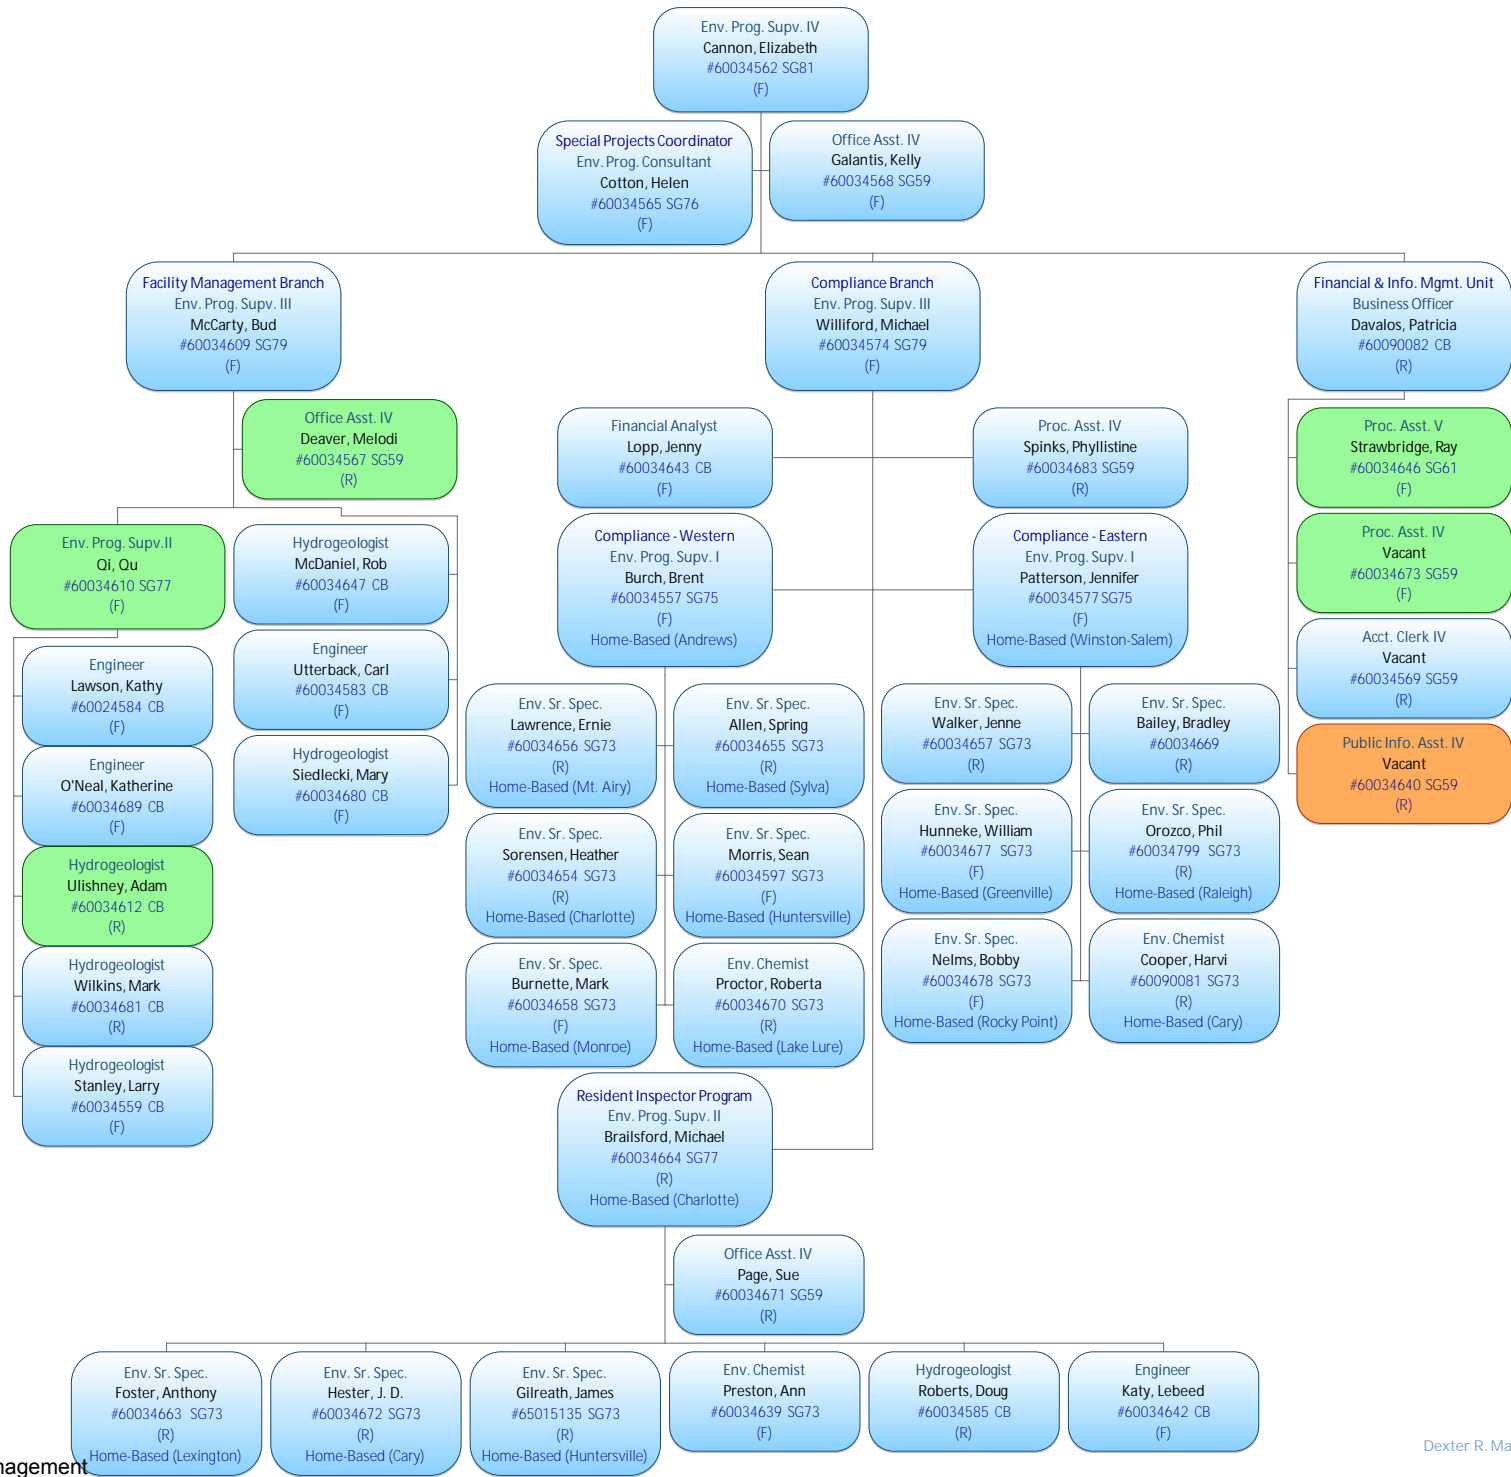 Env. Prog. Supv. IV
Cannon, Elizabeth
#60034562 SG81
(F)
Special Projects Coordinator
Env. Prog. Consultant
Cotton, Helen
#60034565 SG76
(F)
Office Asst. IV
Galantis, Kelly
#60034568 SG59
(F)
Facility Management Branch
Env. Prog. Supv. III
McCarty, Bud
#60034609 SG79
(F)
Compliance Branch
Env. Prog. Supv. III
Williford, Michael
#60034574 SG79
(F)
Financial & Info. Mgmt. Unit
Business Officer
Davalos, Patricia
#60090082 CB
(R)
Office Asst. IV
Deaver, Melodi
#60034567 SG59
(R)
Financial Analyst
Lopp, Jenny
#60034643 CB
(F)
Proc. Asst. IV
Spinks, Phyllistine
#60034683 SG59
(R)
Proc. Asst. V
Strawbridge, Ray
#60034646 SG61
(F)
Env. Prog. Supv.II
Qi, Qu
#60034610 SG77
(F)
Hydrogeologist
McDaniel, Rob
#60034647 CB
(F)
Compliance - Western
Env. Prog. Supv. I
Burch, Brent
#60034557 SG75
(F)
Home-Based (Andrews)
Compliance - Eastern
Env. Prog. Supv. I
Patterson, Jennifer
#60034577 SG75
(F)
Home-Based (Winston-Salem)
Proc. Asst. IV
Vacant
#60034673 SG59
(F)
Engineer
Lawson, Kathy
#60024584 CB
(F)
Engineer
Utterback, Carl
#60034583 CB
(F)
Acct. Clerk IV
Vacant
#60034569 SG59
(R)
Env. Sr. Spec.
Lawrence, Ernie
#60034656 SG73
(R)
Home-Based (Mt. Airy)
Env. Sr. Spec.
Allen, Spring
#60034655 SG73
(R)
Home-Based (Sylva)
Env. Sr. Spec.
Walker, Jenne
#60034657 SG73
(R)
Env. Sr. Spec.
Bailey, Bradley
#60034669
(R)
Public Info. Asst. IV
Vacant
#60034640 SG59
(R)
Engineer
O'Neal, Katherine
#60034689 CB
(F)
Hydrogeologist
Siedlecki, Mary
#60034680 CB
(F)
Env. Sr. Spec.
Sorensen, Heather
#60034654 SG73
(R)
Home-Based (Charlotte)
Env. Sr. Spec.
Morris, Sean
#60034597 SG73
(F)
Home-Based (Huntersville)
Env. Sr. Spec.
Hunneke, William
#60034677 SG73
(F)
Home-Based (Greenville)
Env. Sr. Spec.
Orozco, Phil
#60034799 SG73
(R)
Home-Based (Raleigh)
Hydrogeologist
Ulishney, Adam
#60034612 CB
(R)
Hydrogeologist
Wilkins, Mark
#60034681 CB
(R)
Env. Sr. Spec.
Burnette, Mark
#60034658 SG73
(F)
Home-Based (Monroe)
Env. Chemist
Proctor, Roberta
#60034670 SG73
(R)
Home-Based (Lake Lure)
Env. Sr. Spec.
Nelms, Bobby
#60034678 SG73
(F)
Home-Based (Rocky Point)
Env. Chemist
Cooper, Harvi
#60090081 SG73
(R)
Home-Based (Cary)
Hydrogeologist
Stanley, Larry
#60034559 CB
(F)
Resident Inspector Program
Env. Prog. Supv. II
Brailsford, Michael
#60034664 SG77
(R)
Home-Based (Charlotte)
Office Asst. IV
Page, Sue
#60034671 SG59
(R)
Env. Sr. Spec.
Foster, Anthony
#60034663 SG73
(R)
Home-Based (Lexington)
Env. Sr. Spec.
Hester, J. D.
#60034672 SG73
(R)
Home-Based (Cary)
Env. Sr. Spec.
Gilreath, James
#65015135 SG73
(R)
Home-Based (Huntersville)
Env. Chemist
Preston, Ann
#60034639 SG73
(F)
Hydrogeologist
Roberts, Doug
#60034585 CB
(R)
Engineer
Katy, Lebeed
#60034642 CB
(F)
Dexter R. Ma
nagement